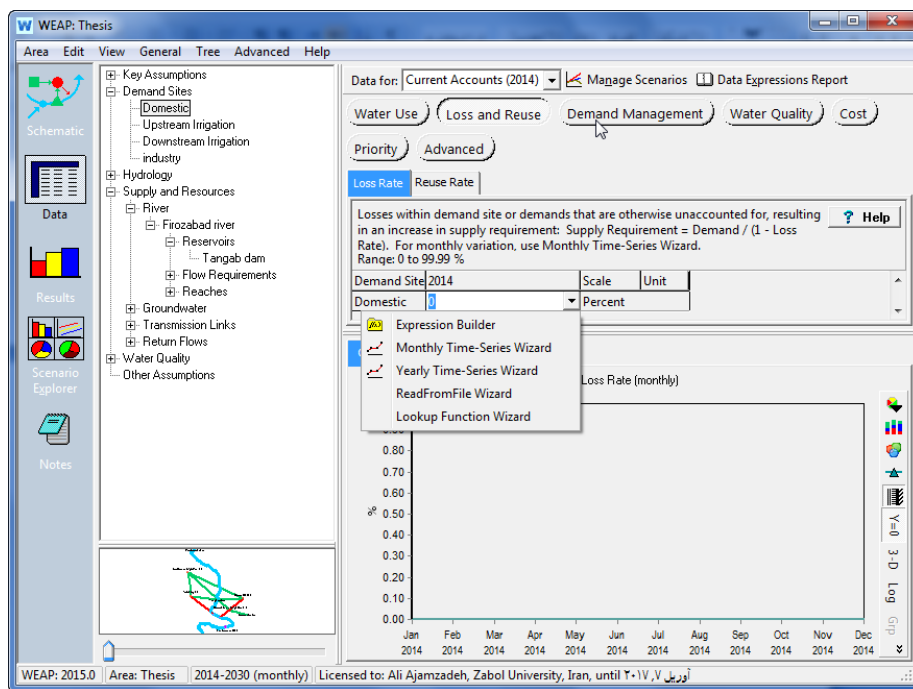 WEAP: Thesis
Area Edit View General Tree Advanced Help
Schematic
Data
Results
Scenario
Explorer
Notes
Key Assumptions
Demand Sites
Domestic
Upstream Irrigation
Downstream Irrigation
industry
Hydrology
Supply and Resources
River
Firozabad river
Reservoirs
Tangab dam
Flow Requirements
Reaches
Groundwater
Transmission Links
Return Flows
Water Quality
Other Assumptions
Data for: Current Accounts (2014) Manage Scenarios Data Expressions Report
Water Use Loss and Reuse Demand Management Water Quality Cost
Priority Advanced
Loss Rate Reuse Rate
Losses within demand site or demands that are otherwise unaccounted for, resulting
in an increase in supply requirement: Supply Requirement = Demand / (1 - Loss
Rate). For monthly variation, use Monthly Time-Series Wizard.
Range: 0 to 99.99 %
? Help
Demand Site 2014 Scale Unit
Domestic 0 Percent
Expression Builder
Monthly Time-Series Wizard
Yearly Time-Series Wizard
ReadFromFile Wizard
Lookup Function Wizard
Loss Rate (monthly)
0.80
0.70
0.60
0.50
0.40
0.30
0.20
0.10
0.00
%
Jan Feb Mar Apr May Jun Jul Aug Sep Oct Nov Dec
2014 2014 2014 2014 2014 2014 2014 2014 2014 2014 2014 2014
Y=0
3-D
Log
Grp
WEAP: 2015.0 Area: Thesis 2014-2030 (monthly) Licensed to: Ali Ajamzadeh, Zabol University, Iran, until آوریل ۷, ۲۰۱۷